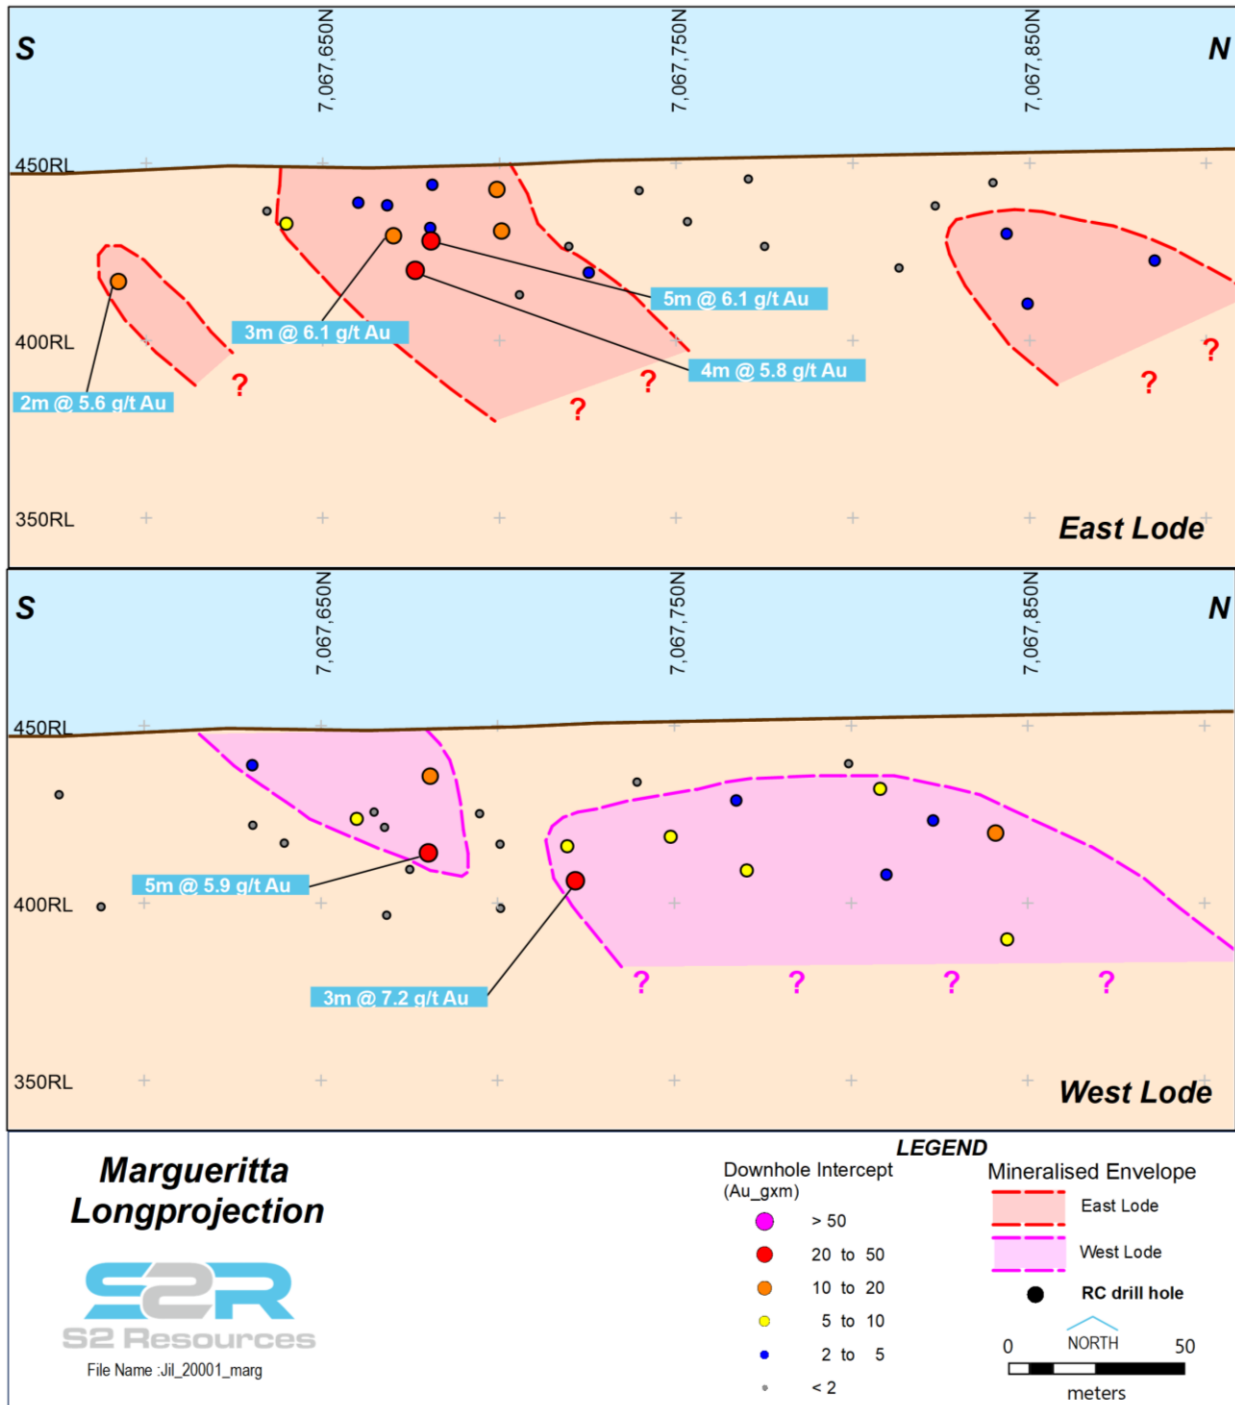 S
7,067,650N
7,067,750N
7,067,850N
N
450RL
5m @ 6.1 g/t Au
3m @ 6.1 g/t Au
400RL
4m @ 5.8 g/t Au
?
?
?
?
?
2m @ 5.6 g/t Au
350RL
East Lode
S
7,067,650N
7,067,750N
7,067,850N
N
450RL
5m @ 5.9 g/t Au
400RL
3m @ 7.2 g/t Au
?
?
?
?
350RL
West Lode
Margueritta
Longprojection
S2R
S2 Resources
File Name :Jil_20001_marg
LEGEND
Downhole Intercept
(Au_gxm)
> 50
20 to 50
10 to 20
5 to 10
2 to 5
< 2
Mineralised Envelope
East Lode
West Lode
RC drill hole
NORTH
0 50
meters